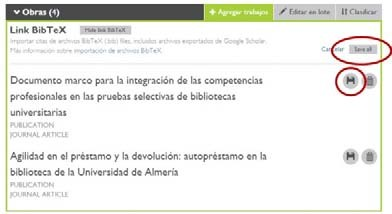 Obras (4)
+ Agregar trabajos
Editar en lote
Clasificar
Link BibTeX
Hide link BibTeX
Importar citas de archivos BibTeX (.bib) files, incluidos archivos exportados de Google Scholar.
Más información sobre importación de archivos BibTeX.
Cancelar
Save all
Documento marco para la integración de las competencias
profesionales en las pruebas selectivas de bibliotecas
universitarias
PUBLICATION
JOURNAL ARTICLE
Agilidad en el préstamo y la devolución: autopréstamo en la
biblioteca de la Universidad de Almería
PUBLICATION
JOURNAL ARTICLE